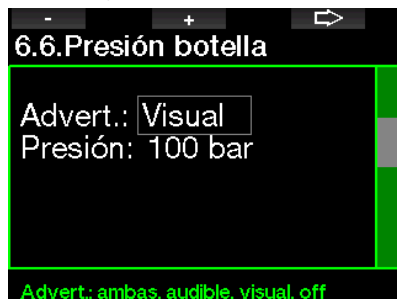 - +
6.6.Presión botella
Advert.: Visual
Presión: 100 bar
Advert.: ambas, audible, visual, off